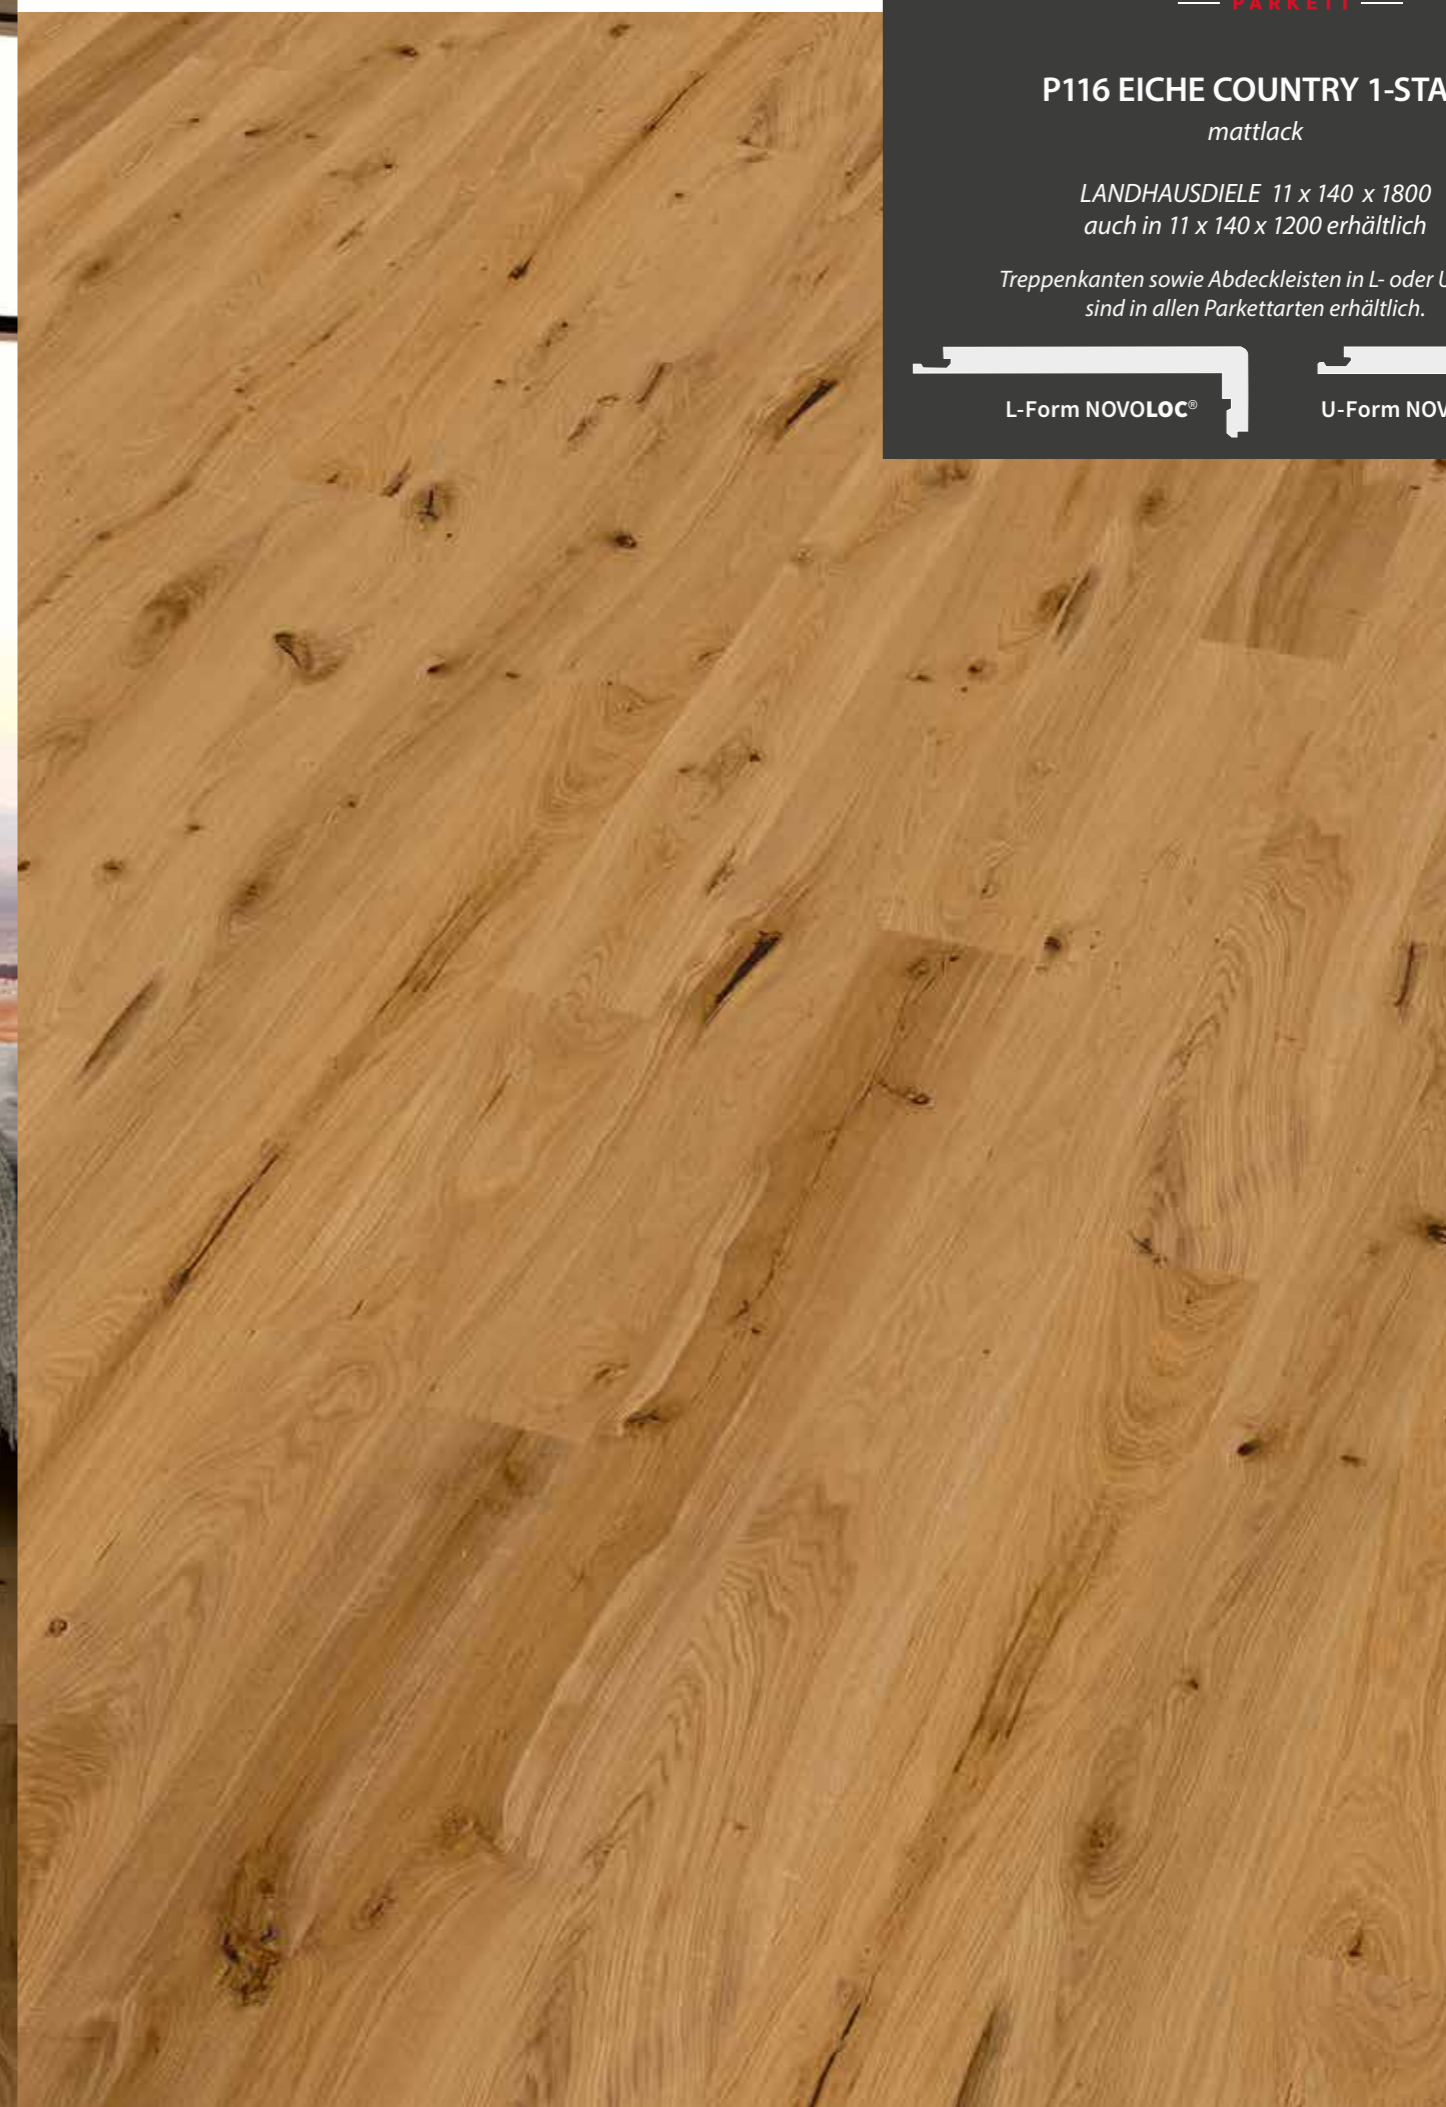 PARKETT
P116 EICHE COUNTRY 1-STA
mattlack
LANDHAUSDIELE 11 x 140 x 1800
auch in 11 x 140 x 1200 erhältlich
Treppenkanten sowie Abdeckleisten in L- oder U
sind in allen Parkettarten erhältlich.
L-Form NOVOLOC®
U-Form NOV